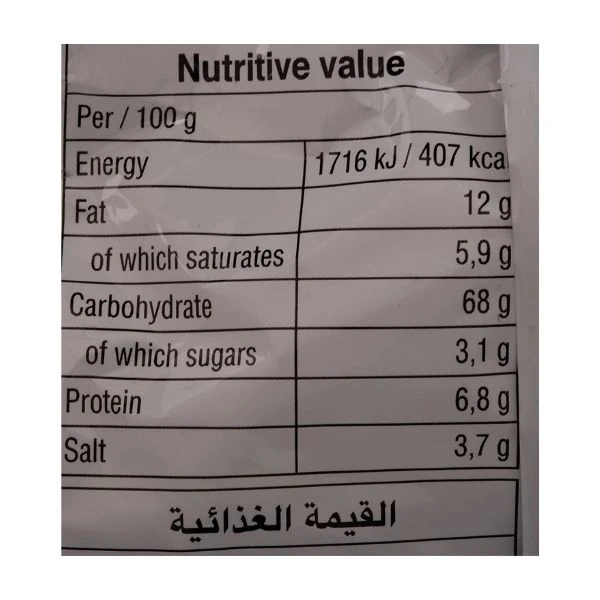 Nutritive value
Per / 100 g
Energy 1716 kJ / 407 kcal
Fat 12 g
of which saturates 5,9 g
Carbohydrate 68 g
of which sugars 3,1 g
Protein 6,8 g
Salt 3,7 g
القيمة الغذائية